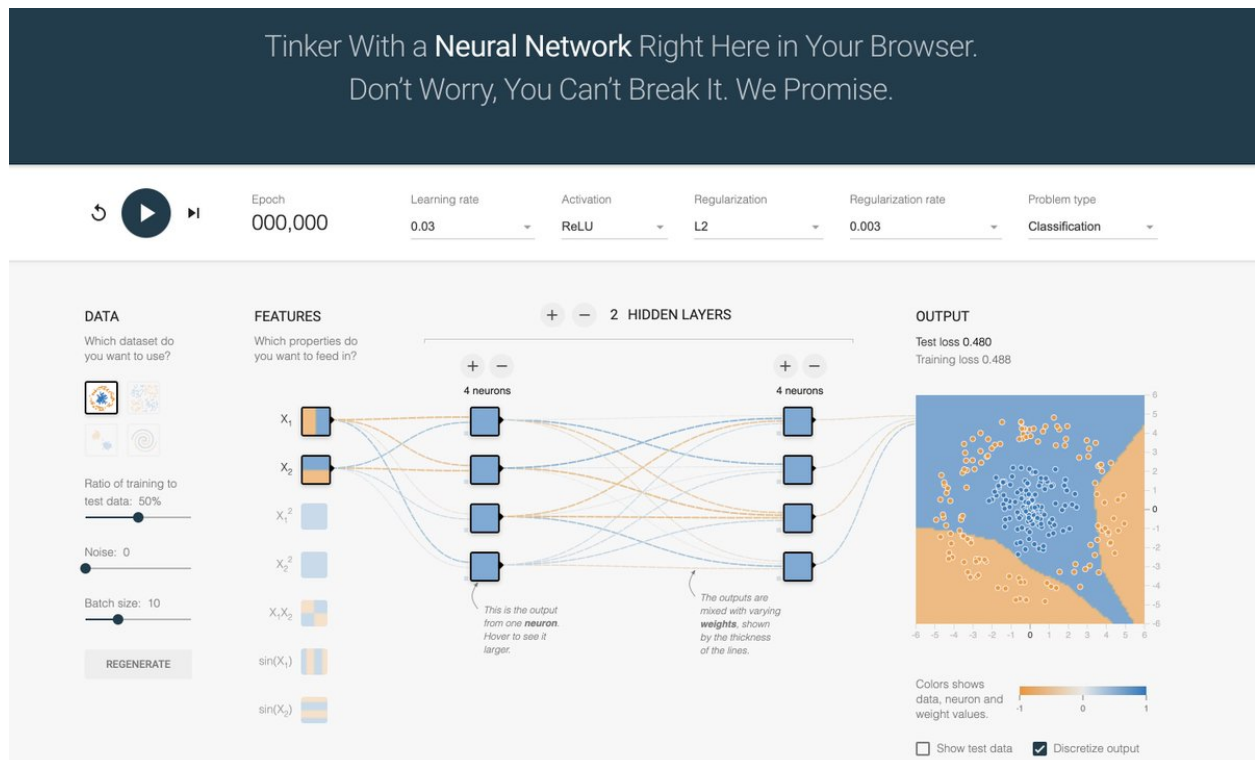 Tinker With a Neural Network Right Here in Your Browser.
Don't Worry, You Can't Break It. We Promise.
Epoch
000,000
Learning rate
0.03
Activation
ReLU
Regularization
L2
Regularization rate
0.003
Problem type
Classification
DATA
Which dataset do
you want to use?
Ratio of training to
test data: 50%
Noise: 0
Batch size: 10
REGENERATE
FEATURES
Which properties do
you want to feed in?
X₁
X₂
X₁²
X₂²
X₁X₂
sin(X₁)
sin(X₂)
+ − 2 HIDDEN LAYERS
+ −
4 neurons
+ −
4 neurons
This is the output
from one neuron.
Hover to see it
larger.
The outputs are
mixed with varying
weights, shown
by the thickness
of the lines.
OUTPUT
Test loss 0.480
Training loss 0.488
6
5
4
3
2
1
0
-1
-2
-3
-4
-5
-6
-6 -5 -4 -3 -2 -1 0 1 2 3 4 5 6
Colors shows
data, neuron and
weight values.
-1 0 1
Show test data
Discretize output